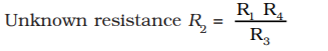 Unknown resistance R₂ = R₁ R₄ / R₃